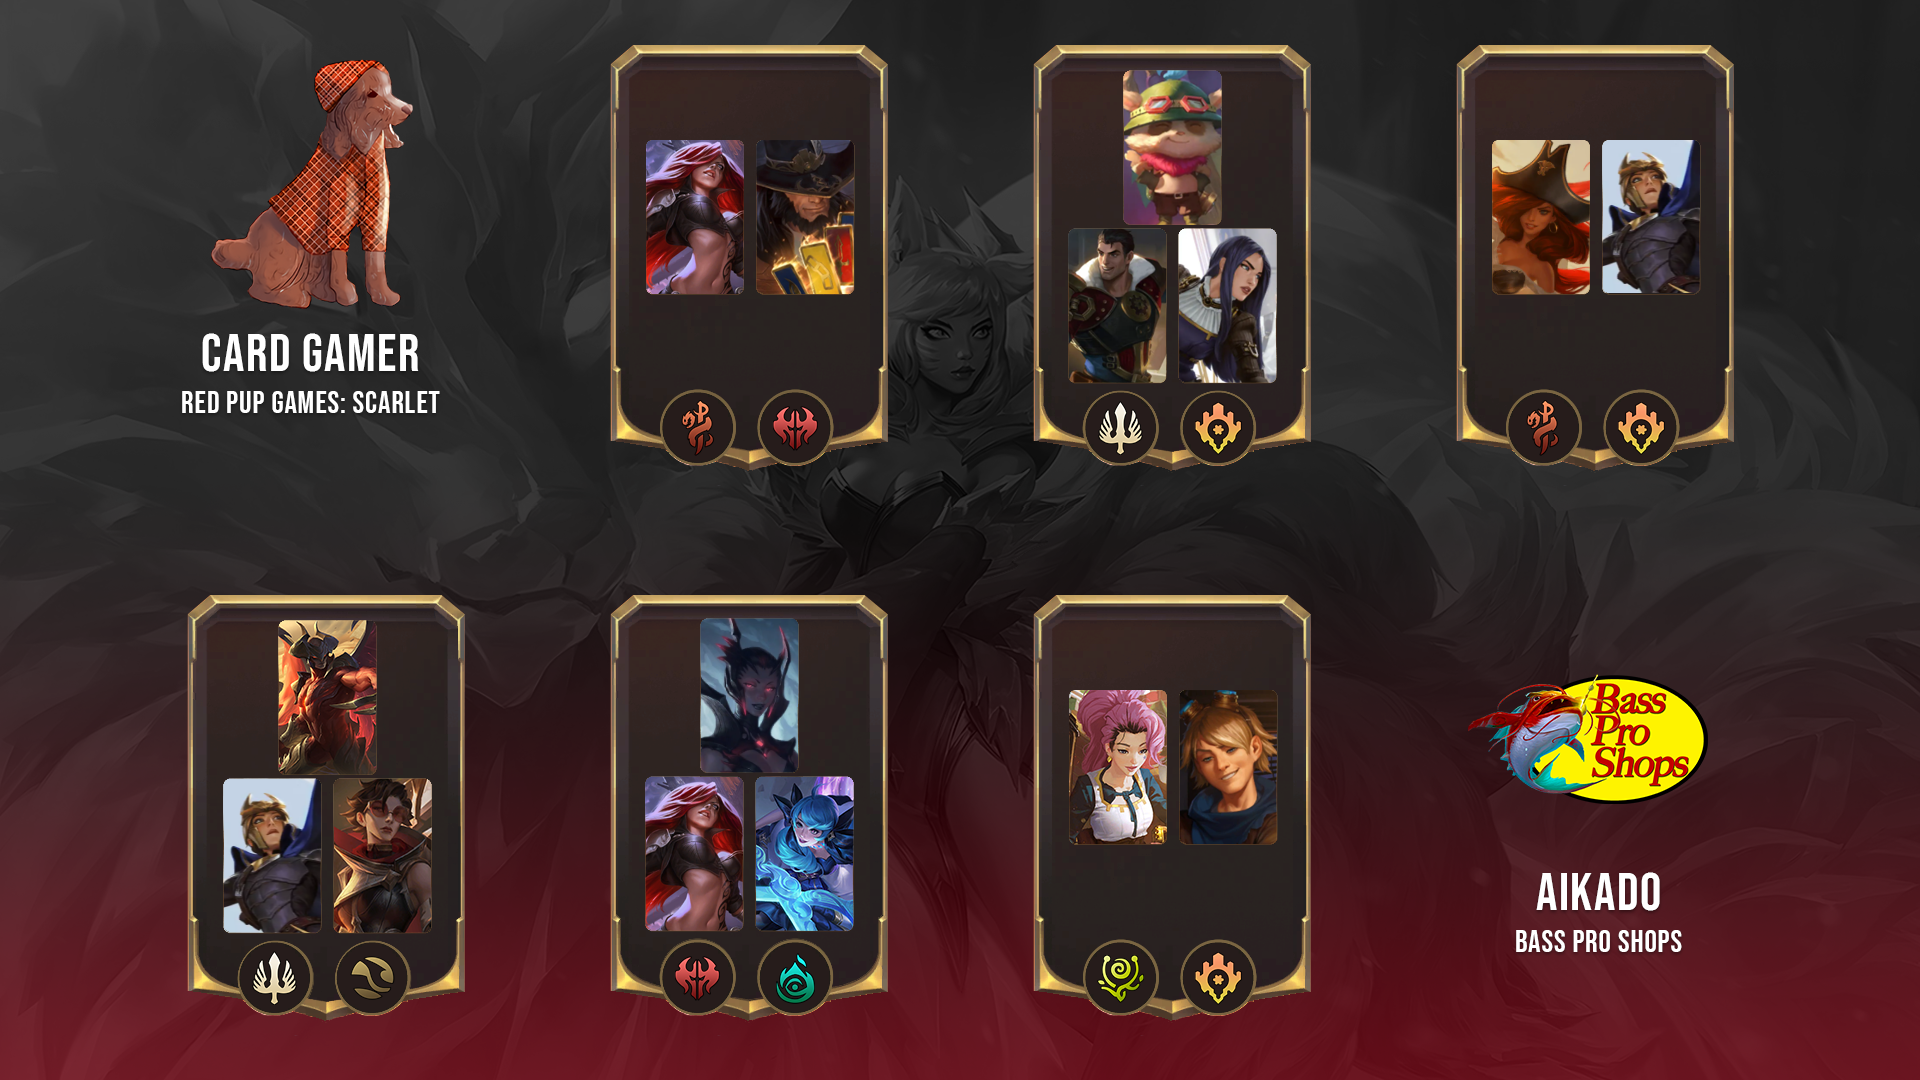 CARD GAMER
RED PUP GAMES: SCARLET
Bass
Pro
Shops
AIKADO
BASS PRO SHOPS